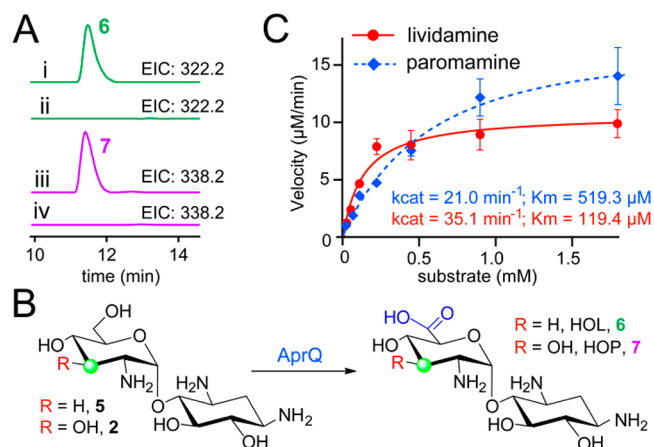 A
6
i
EIC: 322.2
ii
EIC: 322.2
7
iii
EIC: 338.2
iv
EIC: 338.2
10
12
14
time (min)
C
lividamine
paromamine
Velocity (µM/min)
15
10
5
0
kcat = 21.0 min⁻¹; Km = 519.3 µM
kcat = 35.1 min⁻¹; Km = 119.4 µM
0
0.5
1.0
1.5
substrate (mM)
B
OH
HO
O
R
NH₂
O
H₂N
NH₂
HO
OH
R = H, 5
R = OH, 2
AprQ
HO
O
HO
O
R
NH₂
O
H₂N
NH₂
HO
OH
R = H, HOL, 6
R = OH, HOP, 7